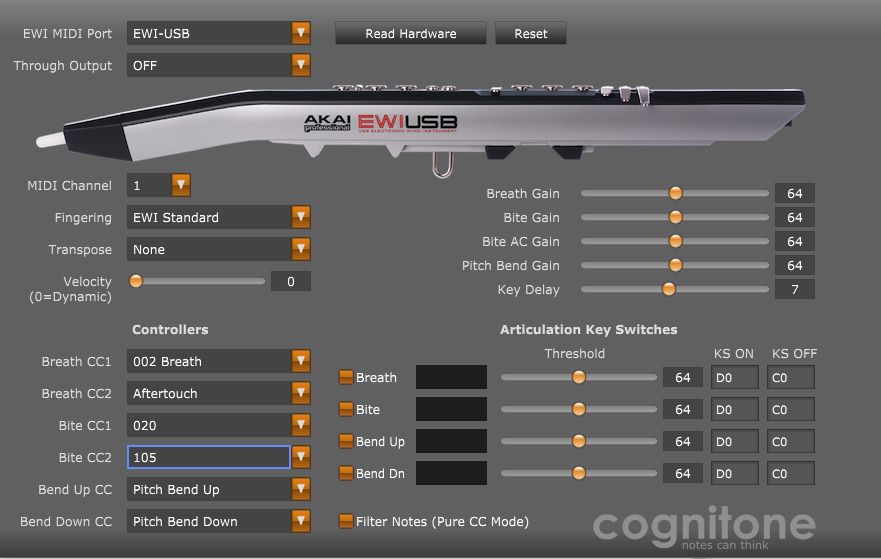 EWI MIDI Port EWI-USB Read Hardware Reset
Through Output OFF
AKAI professional EWIUSB
USB ELECTRONIC WIND INSTRUMENT
MIDI Channel 1
Fingering EWI Standard
Transpose None
Velocity (0=Dynamic) 0
Breath Gain 64
Bite Gain 64
Bite AC Gain 64
Pitch Bend Gain 64
Key Delay 7
Controllers
Breath CC1 002 Breath
Breath CC2 Aftertouch
Bite CC1 020
Bite CC2 105
Bend Up CC Pitch Bend Up
Bend Down CC Pitch Bend Down
Articulation Key Switches
Threshold KS ON KS OFF
Breath 64 D0 C0
Bite 64 D0 C0
Bend Up 64 D0 C0
Bend Dn 64 D0 C0
Filter Notes (Pure CC Mode)
cognitone
notes can think